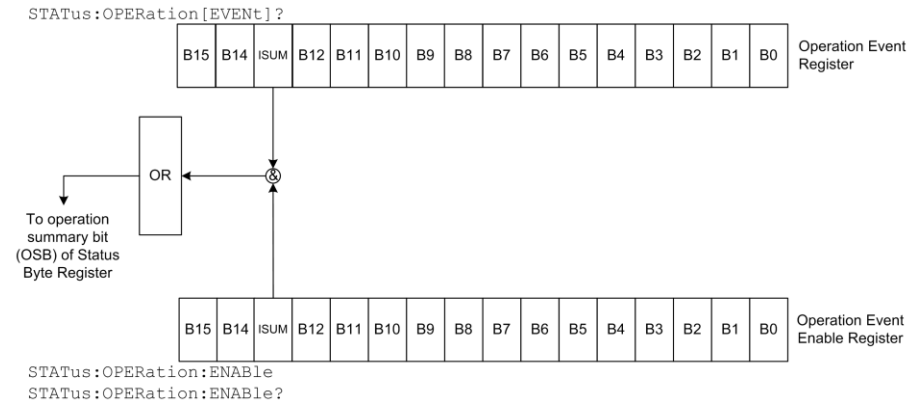 STATus:OPERation[EVENt]?
B15 B14 ISUM B12 B11 B10 B9 B8 B7 B6 B5 B4 B3 B2 B1 B0
Operation Event
Register
OR
&
To operation
summary bit
(OSB) of Status
Byte Register
B15 B14 ISUM B12 B11 B10 B9 B8 B7 B6 B5 B4 B3 B2 B1 B0
Operation Event
Enable Register
STATus:OPERation:ENABle
STATus:OPERation:ENABle?